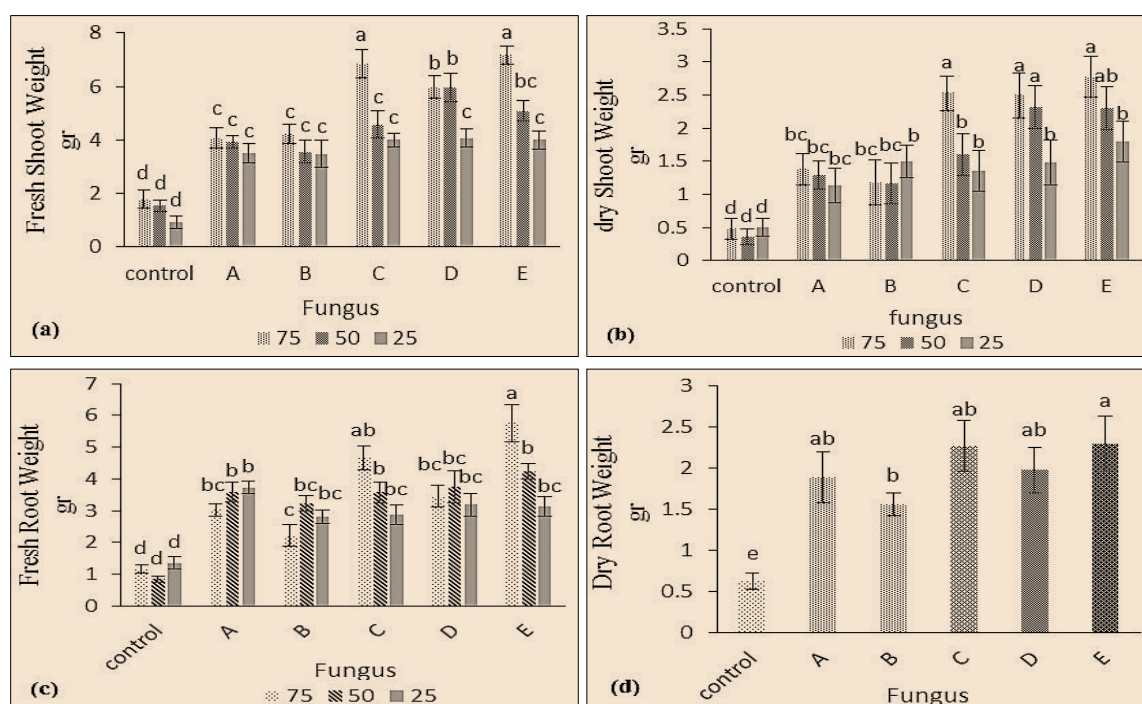 Fresh Shoot Weight
gr
8
6
4
2
0
d d d
c c c
c c c
a c c
b b c
a bc c
control A B C D E
Fungus
(a)
75 50 25
dry Shoot Weight
gr
3.5
3
2.5
2
1.5
1
0.5
0
d d d
bc bc bc
bc bc b
a b b
a a b
a ab b
control A B C D E
fungus
(b)
75 50 25
Fresh Root Weight
gr
7
6
5
4
3
2
1
0
d d d
bc b b
c bc bc
ab b bc
bc bc bc
a b bc
control A B C D E
Fungus
(c)
75 50 25
Dry Root Weight
gr
3
2.5
2
1.5
1
0.5
0
e ab b ab ab a
control A B C D E
Fungus
(d)